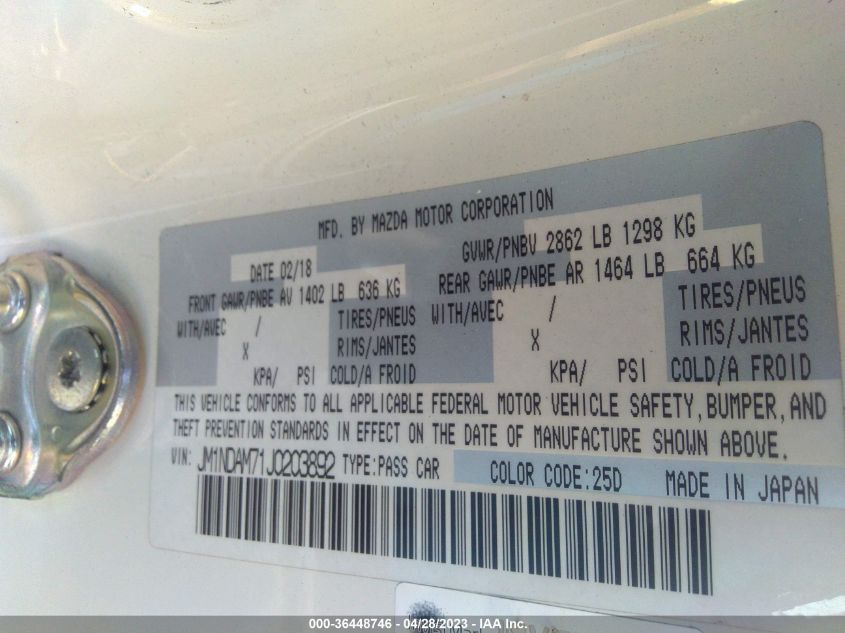 MFD. BY MAZDA MOTOR CORPORATION
DATE 02/18 GVWR/PNBV 2862 LB 1298 KG
FRONT GAWR/PNBE AV 1402 LB 636 KG REAR GAWR/PNBE AR 1464 LB 664 KG
WITH/AVEC / TIRES/PNEUS WITH/AVEC / TIRES/PNEUS
X RIMS/JANTES X RIMS/JANTES
KPA/ PSI COLD/A FROID KPA/ PSI COLD/A FROID
THIS VEHICLE CONFORMS TO ALL APPLICABLE FEDERAL MOTOR VEHICLE SAFETY, BUMPER, AND
THEFT PREVENTION STANDARDS IN EFFECT ON THE DATE OF MANUFACTURE SHOWN ABOVE.
VIN: JM1NDAM71J0203892 TYPE:PASS CAR COLOR CODE:25D MADE IN JAPAN
000-36448746 - 04/28/2023 - IAA Inc.